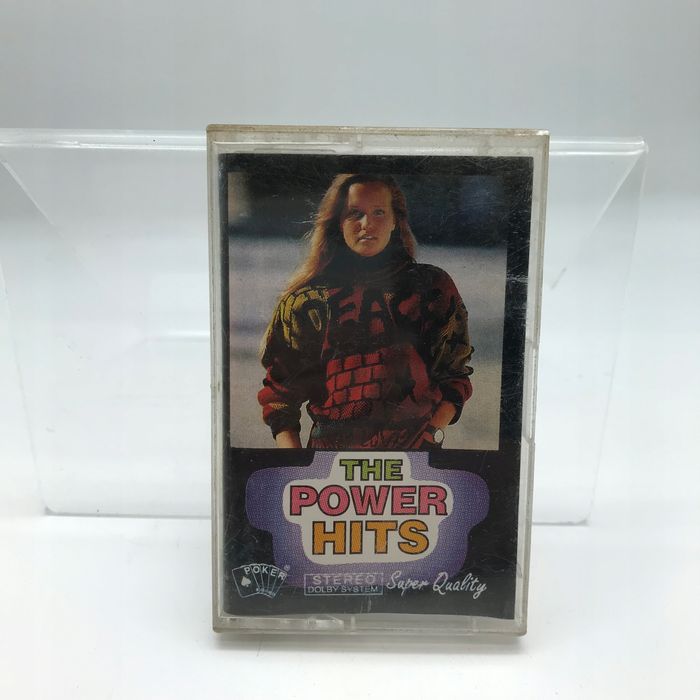 THE
POWER
HITS
POKER®
STEREO
DOLBY SYSTEM
Super Quality